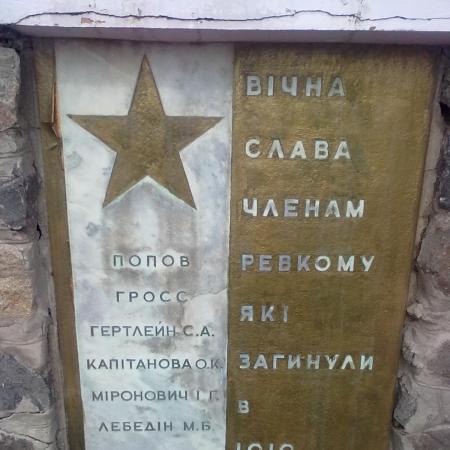 ПОПОВ
ГРОСС
ГЕРТЛЕЙН С.А.
КАПІТАНОВА О.К.
МІРОНОВИЧ І Г.
ЛЕБЕДІН М.Б.
ВІЧНА
СЛАВА
ЧЛЕНАМ
РЕВКОМУ
ЯКІ
ЗАГИНУЛИ
В